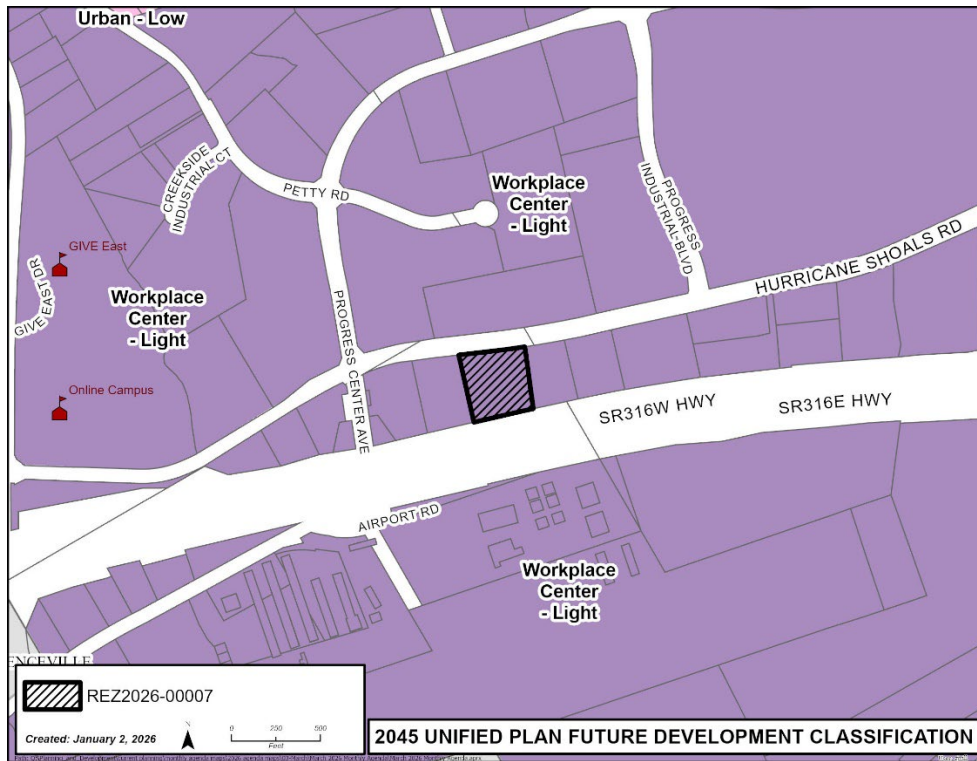 Urban - Low
CREEKSIDE
INDUSTRIAL CT
PETTY RD
Workplace
Center
- Light
PROGRESS
INDUSTRIAL BLVD
HURRICANE SHOALS RD
GIVE East
GIVE EAST DR
Workplace
Center
- Light
PROGRESS CENTER AVE
Online Campus
SR316W HWY
SR316E HWY
AIRPORT RD
Workplace
Center
- Light
ENCEVILLE
REZ2026-00007
Created: January 2, 2026
N
0 250 500
Feet
2045 UNIFIED PLAN FUTURE DEVELOPMENT CLASSIFICATION